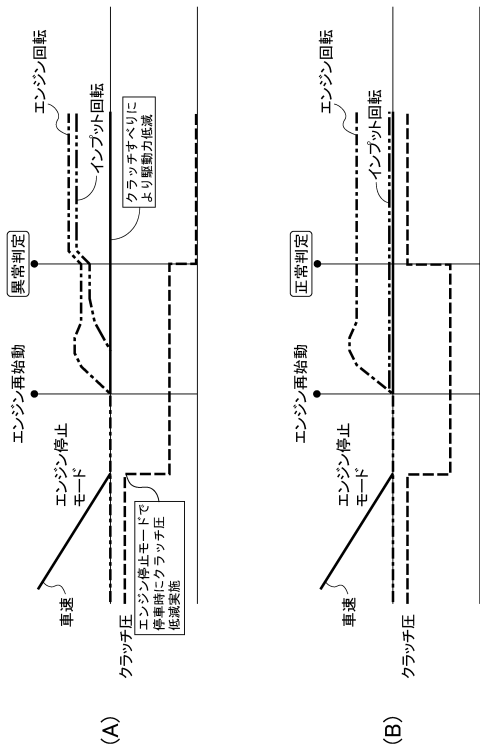 (A)
車速
エンジン停止
モード
エンジン再始動
異常判定
エンジン回転
インプット回転
クラッチすべりに
より駆動力低減
クラッチ圧
エンジン停止モードで
停車時にクラッチ圧
低減実施
(B)
車速
エンジン停止
モード
エンジン再始動
正常判定
エンジン回転
インプット回転
クラッチ圧